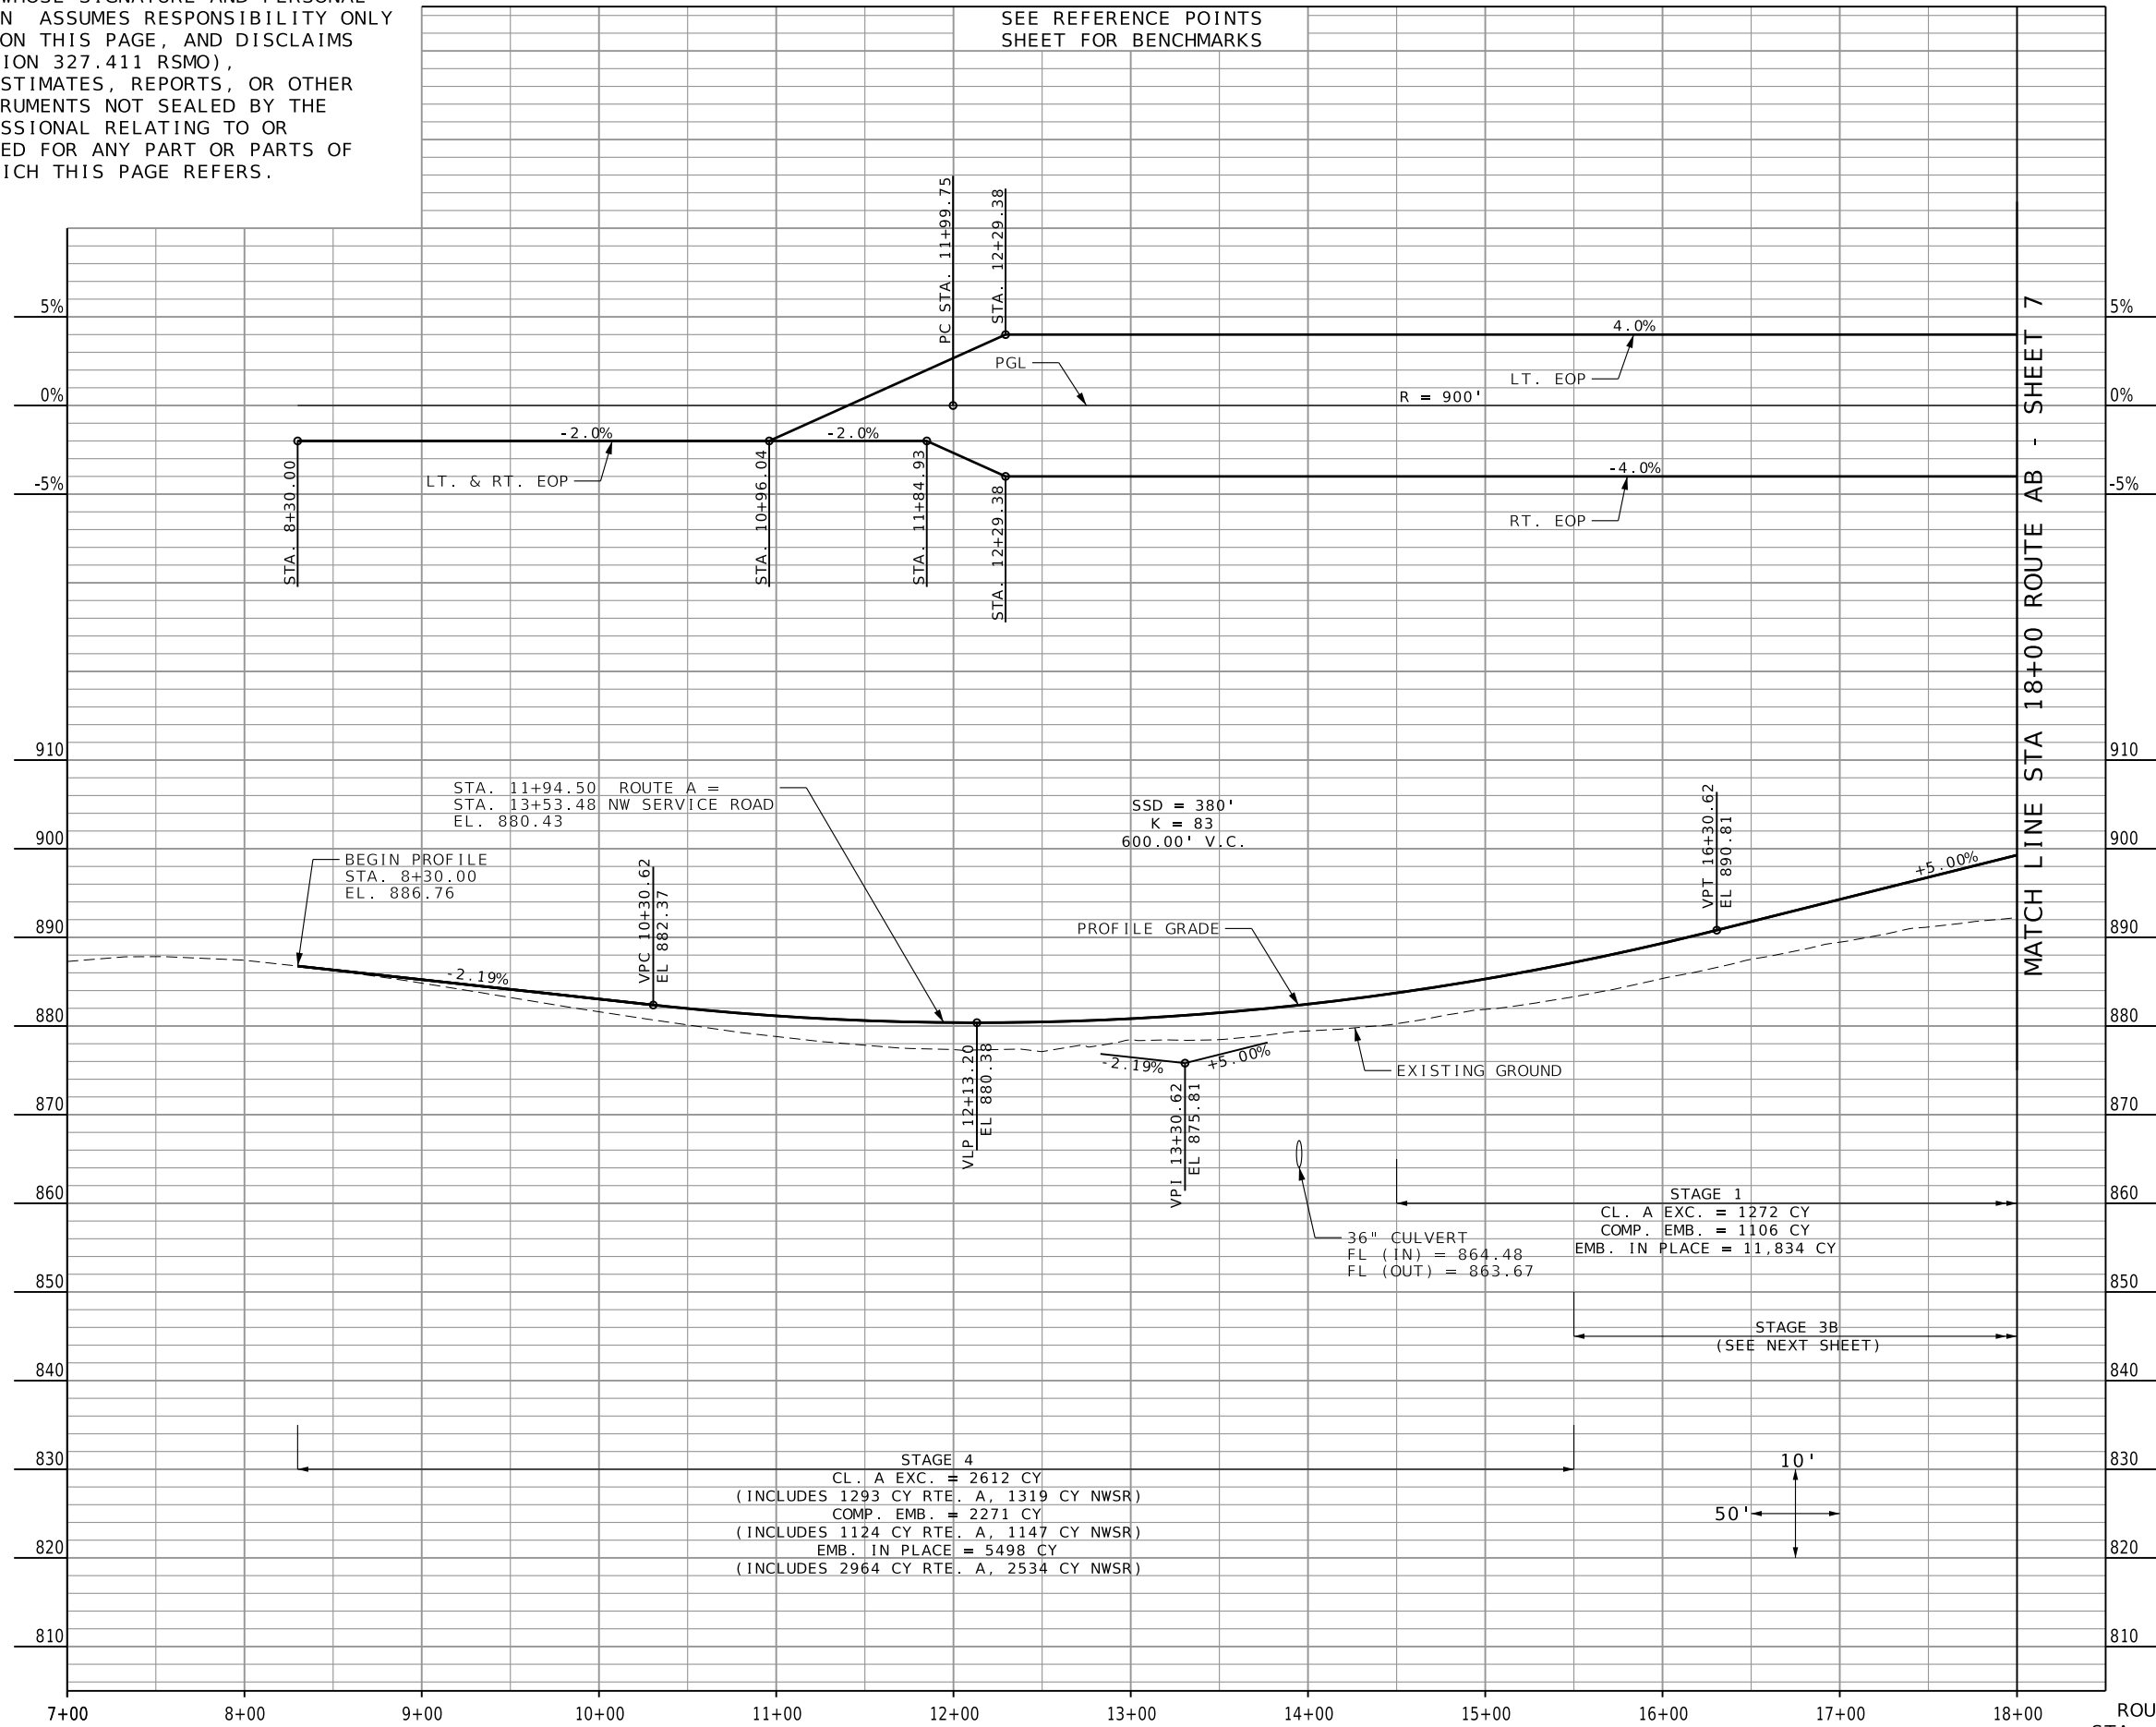 WHOSE SIGNATURE AND PERSONAL
N ASSUMES RESPONSIBILITY ONLY
ON THIS PAGE, AND DISCLAIMS
ION 327.411 RSMO),
STIMATES, REPORTS, OR OTHER
RUMENTS NOT SEALED BY THE
SSIONAL RELATING TO OR
ED FOR ANY PART OR PARTS OF
ICH THIS PAGE REFERS.
SEE REFERENCE POINTS
SHEET FOR BENCHMARKS
PC STA. 11+99.75
STA. 12+29.38
5%
5%
4.0%
PGL
LT. EOP
0%
R = 900'
0%
-2.0%
-2.0%
LT. & RT. EOP
-4.0%
-5%
-5%
RT. EOP
STA. 8+30.00
STA. 10+96.04
STA. 11+84.93
STA. 12+29.38
MATCH LINE STA 18+00 ROUTE AB - SHEET 7
910
910
STA. 11+94.50 ROUTE A =
STA. 13+53.48 NW SERVICE ROAD
EL. 880.43
SSD = 380'
K = 83
600.00' V.C.
900
900
VPT 16+30.62
EL 890.81
+5.00%
BEGIN PROFILE
STA. 8+30.00
EL. 886.76
VPC 10+30.62
EL 882.37
890
PROFILE GRADE
890
-2.19%
880
880
VLP 12+13.20
EL 880.38
-2.19%
+5.00%
EXISTING GROUND
VPI 13+30.62
EL 875.81
870
870
860
860
STAGE 1
CL. A EXC. = 1272 CY
COMP. EMB. = 1106 CY
EMB. IN PLACE = 11,834 CY
36" CULVERT
FL (IN) = 864.48
FL (OUT) = 863.67
850
850
STAGE 3B
(SEE NEXT SHEET)
840
840
830
830
STAGE 4
CL. A EXC. = 2612 CY
(INCLUDES 1293 CY RTE. A, 1319 CY NWSR)
COMP. EMB. = 2271 CY
(INCLUDES 1124 CY RTE. A, 1147 CY NWSR)
EMB. IN PLACE = 5498 CY
(INCLUDES 2964 CY RTE. A, 2534 CY NWSR)
10'
50'
820
820
810
810
7+00 8+00 9+00 10+00 11+00 12+00 13+00 14+00 15+00 16+00 17+00 18+00
ROU